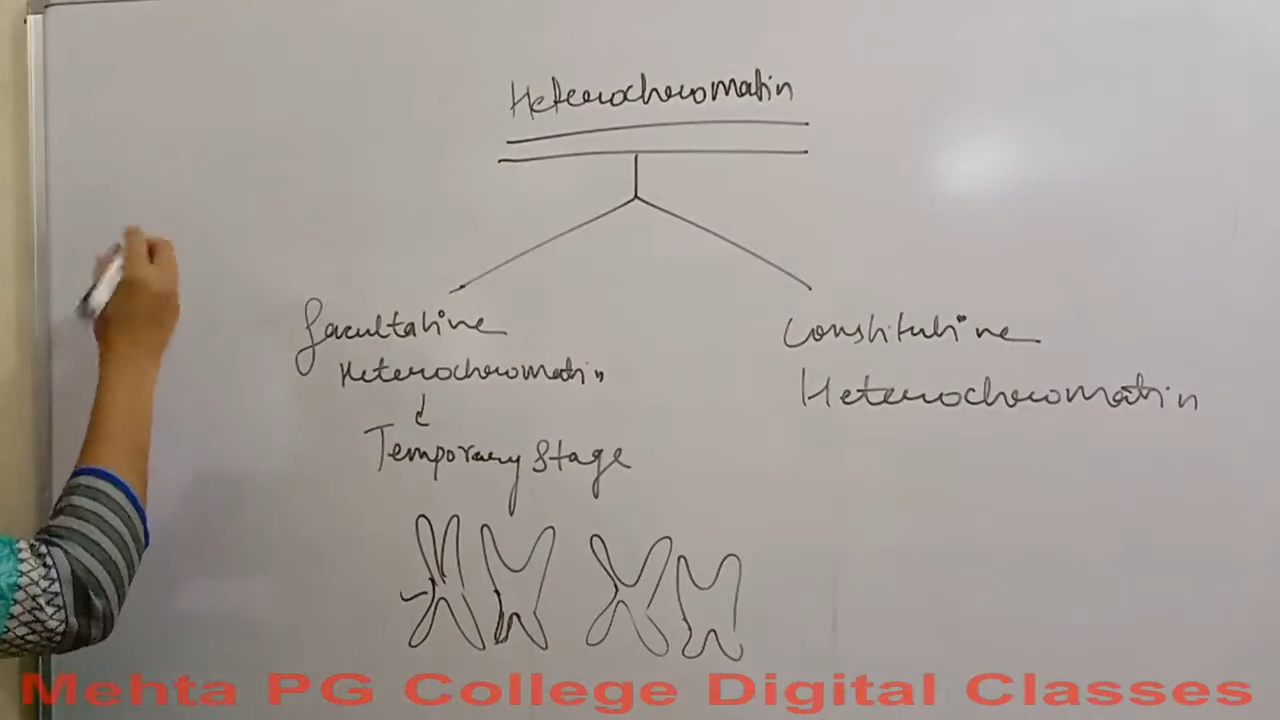 Heterochromatin
facultative
Heterochromatin
Temporary Stage
Constitutive
Heterochromatin
Mehta PG College Digital Classes